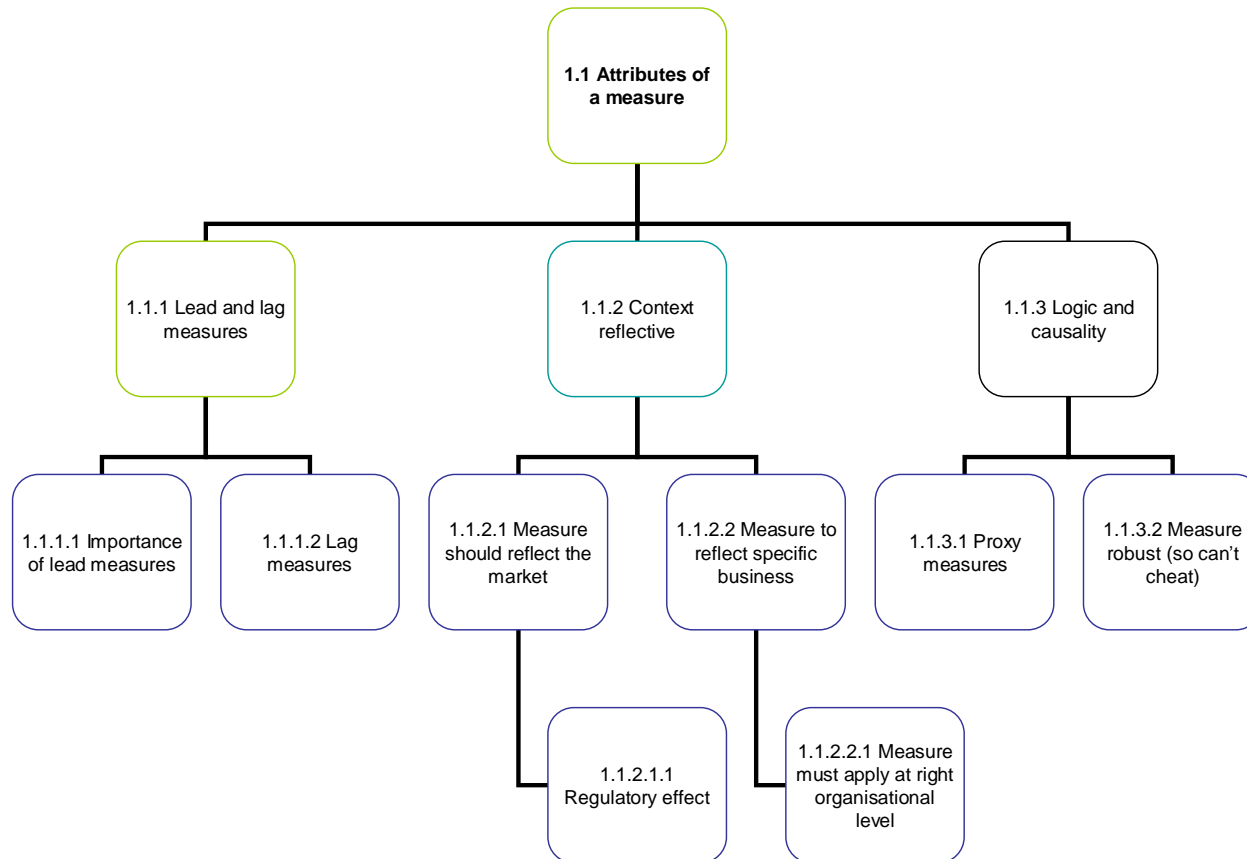 1.1 Attributes of
a measure
1.1.1 Lead and lag
measures
1.1.2 Context
reflective
1.1.3 Logic and
causality
1.1.1.1 Importance
of lead measures
1.1.1.2 Lag
measures
1.1.2.1 Measure
should reflect the
market
1.1.2.2 Measure to
reflect specific
business
1.1.3.1 Proxy
measures
1.1.3.2 Measure
robust (so can’t
cheat)
1.1.2.1.1
Regulatory effect
1.1.2.2.1 Measure
must apply at right
organisational
level